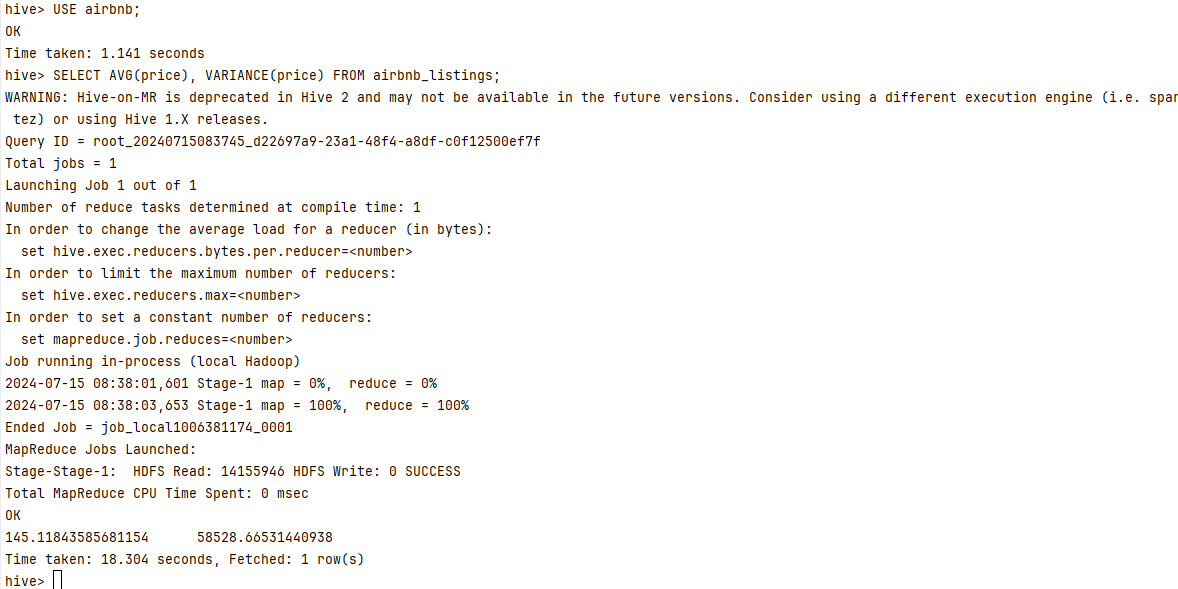 hive> USE airbnb;
OK
Time taken: 1.141 seconds
hive> SELECT AVG(price), VARIANCE(price) FROM airbnb_listings;
WARNING: Hive-on-MR is deprecated in Hive 2 and may not be available in the future versions. Consider using a different execution engine (i.e. spar
tez) or using Hive 1.X releases.
Query ID = root_20240715083745_d22697a9-23a1-48f4-a8df-c0f12500ef7f
Total jobs = 1
Launching Job 1 out of 1
Number of reduce tasks determined at compile time: 1
In order to change the average load for a reducer (in bytes):
  set hive.exec.reducers.bytes.per.reducer=<number>
In order to limit the maximum number of reducers:
  set hive.exec.reducers.max=<number>
In order to set a constant number of reducers:
  set mapreduce.job.reduces=<number>
Job running in-process (local Hadoop)
2024-07-15 08:38:01,601 Stage-1 map = 0%,  reduce = 0%
2024-07-15 08:38:03,653 Stage-1 map = 100%,  reduce = 100%
Ended Job = job_local1006381174_0001
MapReduce Jobs Launched:
Stage-Stage-1:  HDFS Read: 14155946 HDFS Write: 0 SUCCESS
Total MapReduce CPU Time Spent: 0 msec
OK
145.11843585681154      58528.66531440938
Time taken: 18.304 seconds, Fetched: 1 row(s)
hive>